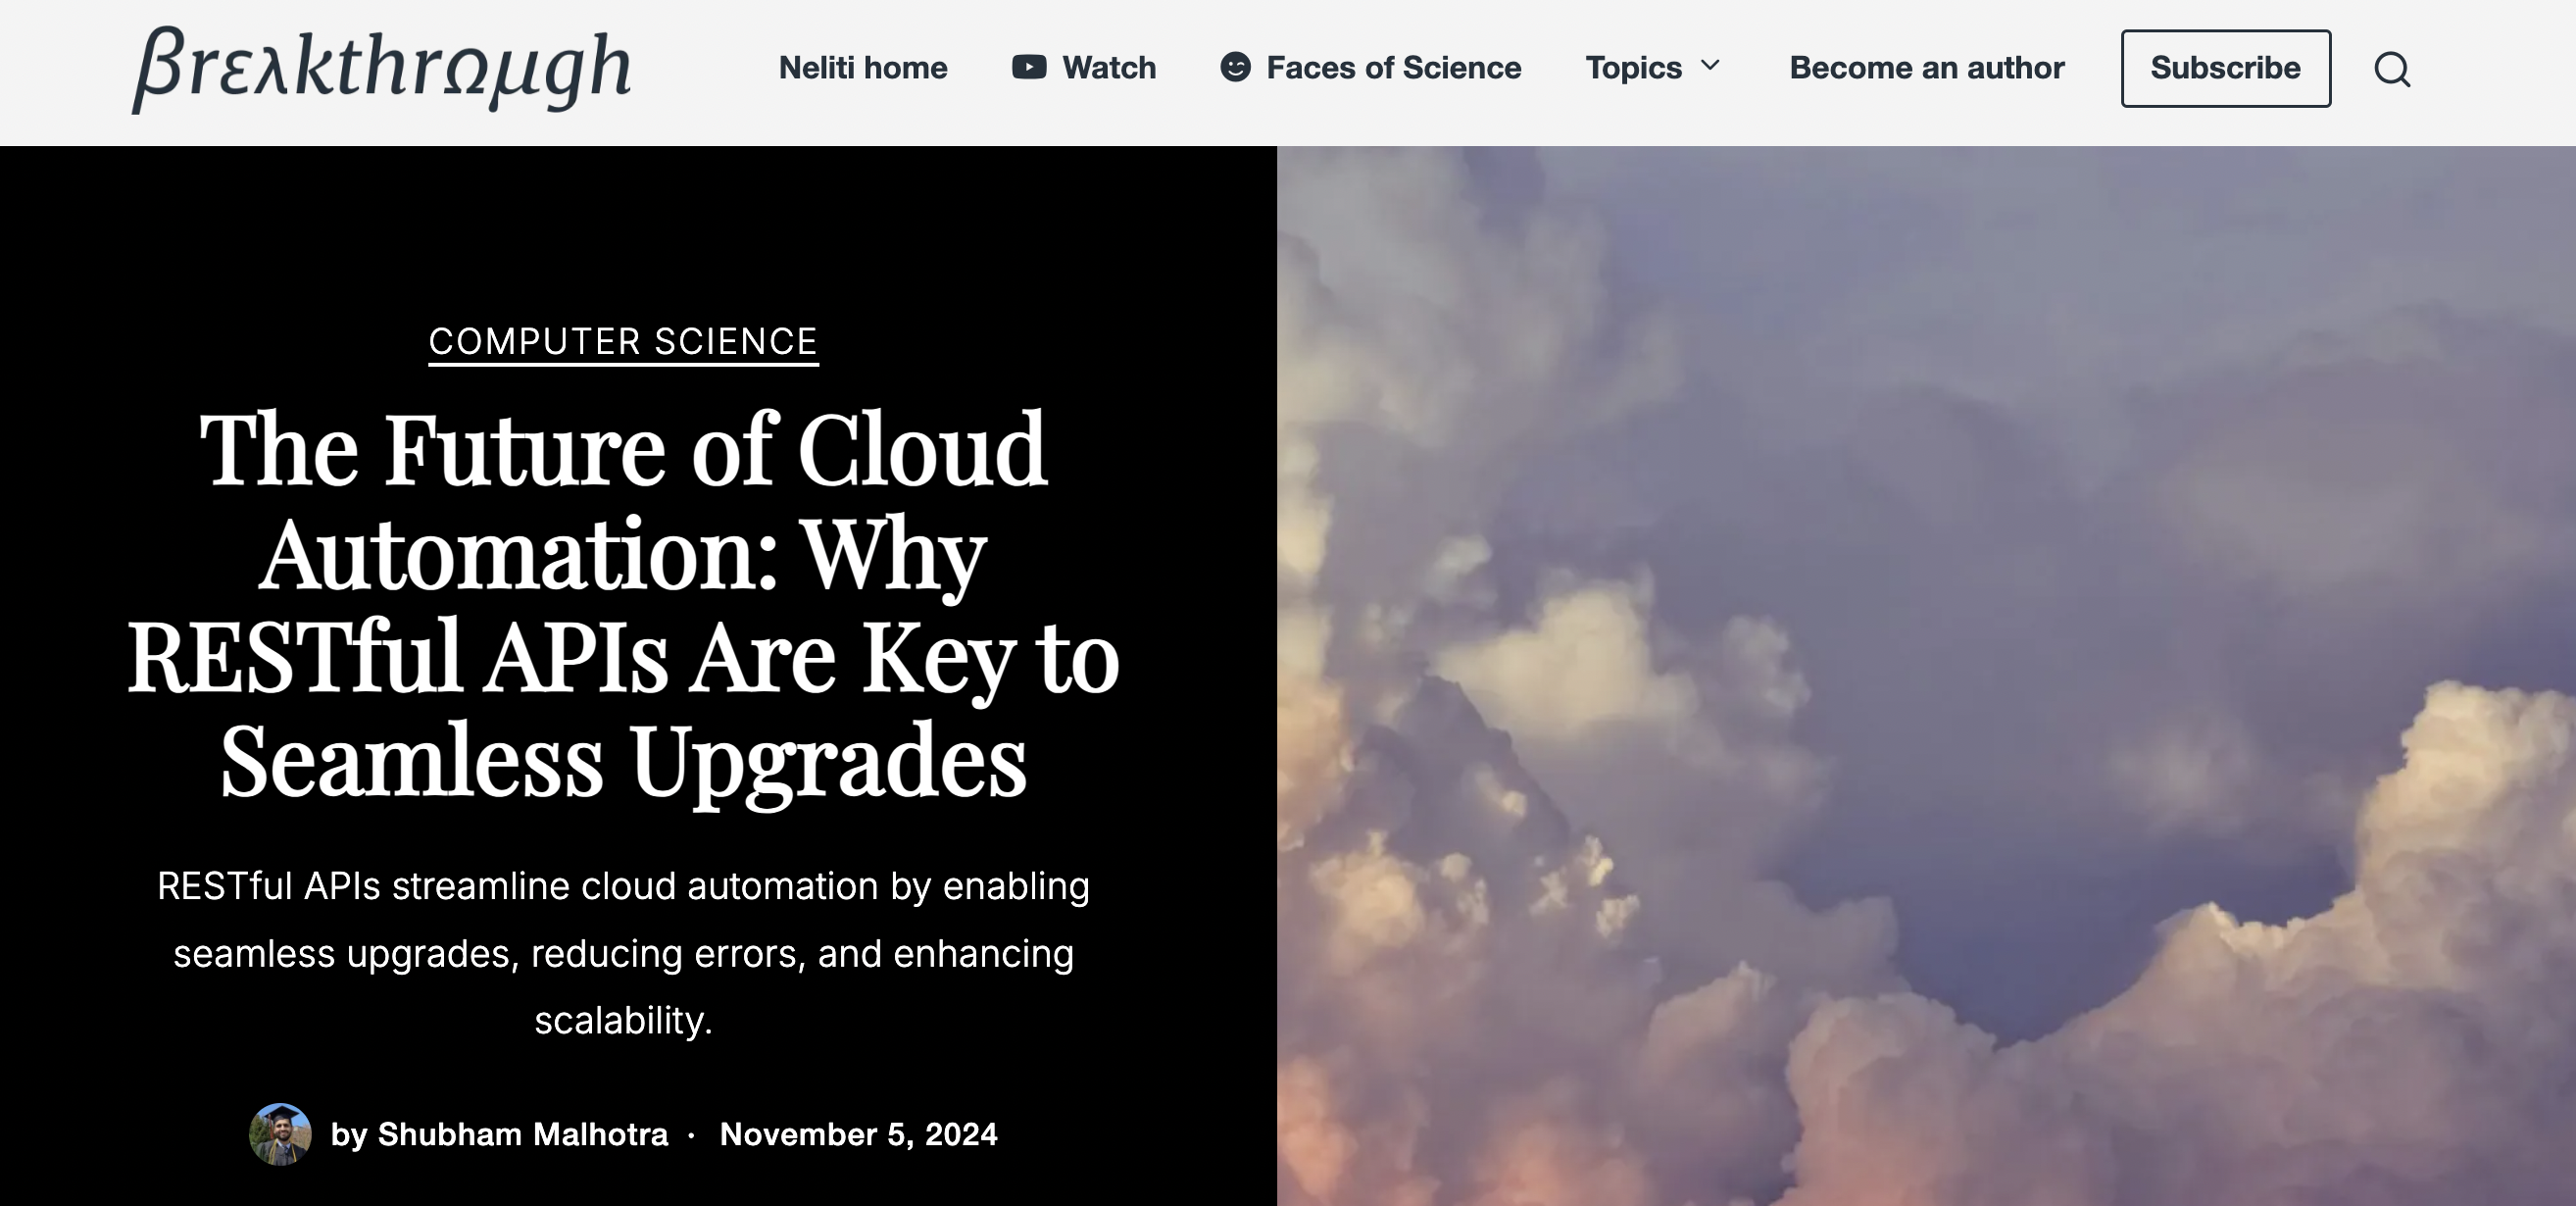 βrελkthrΩμgh
Neliti home
Watch
Faces of Science
Topics
Become an author
Subscribe
COMPUTER SCIENCE
The Future of Cloud
Automation: Why
RESTful APIs Are Key to
Seamless Upgrades
RESTful APIs streamline cloud automation by enabling
seamless upgrades, reducing errors, and enhancing
scalability.
by Shubham Malhotra · November 5, 2024